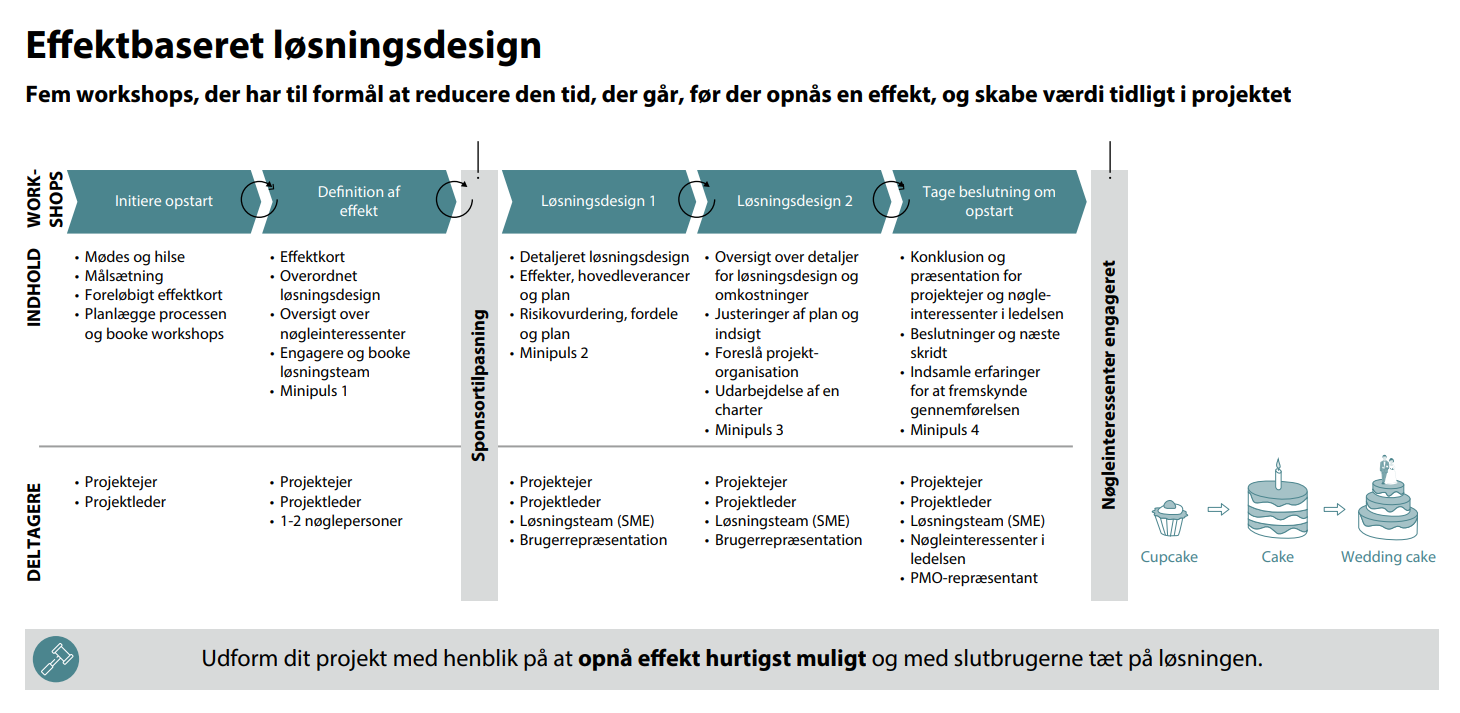 Effektbaseret løsningsdesign
Fem workshops, der har til formål at reducere den tid, der går, før der opnås en effekt, og skabe værdi tidligt i projektet
WORK-
SHOPS
Initiere opstart
Definition af
effekt
Løsningsdesign 1
Løsningsdesign 2
Tage beslutning om
opstart
INDHOLD
• Mødes og hilse
• Målsætning
• Foreløbigt effektkort
• Planlægge processen
og booke workshops
• Effektkort
• Overordnet
løsningsdesign
• Oversigt over
nøgleinteressenter
• Engagere og booke
løsningsteam
• Minipuls 1
Sponsortilpasning
• Detaljeret løsningsdesign
• Effekter, hovedleverancer
og plan
• Risikovurdering, fordele
og plan
• Minipuls 2
• Oversigt over detaljer
for løsningsdesign og
omkostninger
• Justeringer af plan og
indsigt
• Foreslå projekt-
organisation
• Udarbejdelse af en
charter
• Minipuls 3
• Konklusion og
præsentation for
projektejer og nøgle-
interessenter i ledelsen
• Beslutninger og næste
skridt
• Indsamle erfaringer
for at fremskynde
gennemførelsen
• Minipuls 4
Nøgleinteressenter engageret
DELTAGERE
• Projektejer
• Projektleder
• Projektejer
• Projektleder
• 1-2 nøglepersoner
• Projektejer
• Projektleder
• Løsningsteam (SME)
• Brugerrepræsentation
• Projektejer
• Projektleder
• Løsningsteam (SME)
• Brugerrepræsentation
• Projektejer
• Projektleder
• Løsningsteam (SME)
• Nøgleinteressenter i
ledelsen
• PMO-repræsentant
Cupcake
Cake
Wedding cake
Udform dit projekt med henblik på at opnå effekt hurtigst muligt og med slutbrugerne tæt på løsningen.